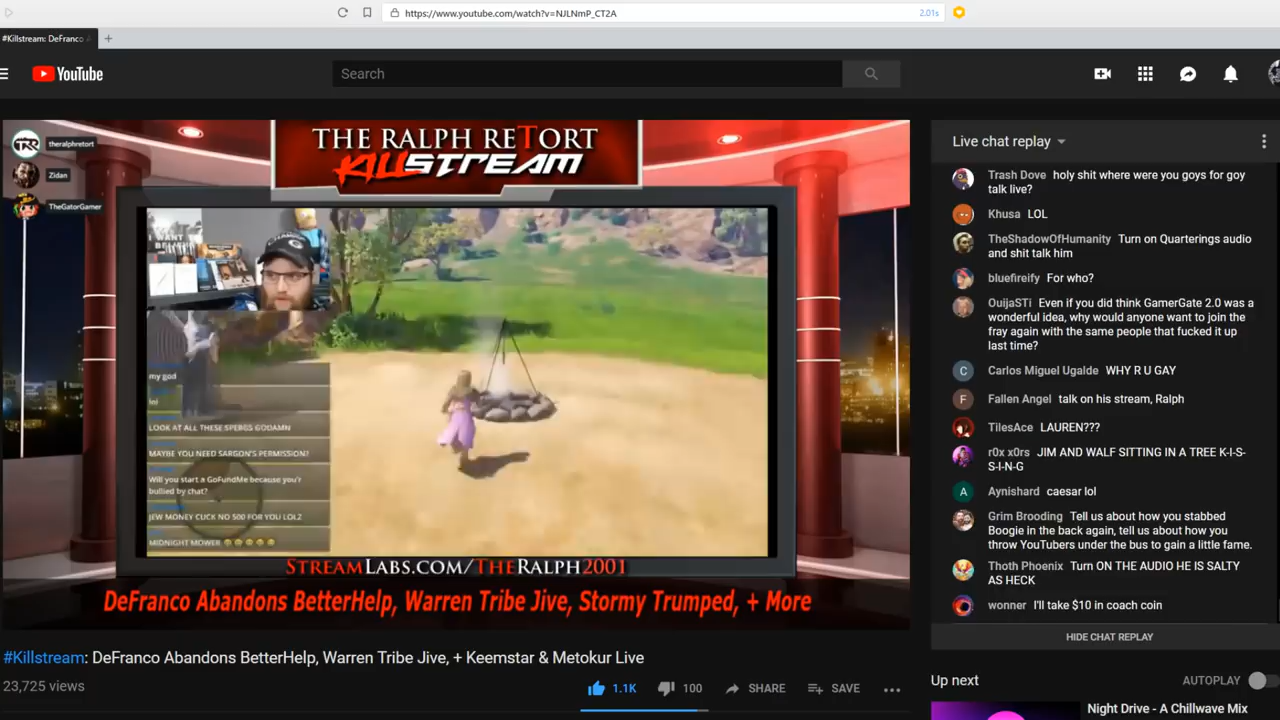 https://www.youtube.com/watch?v=NJLNmP_CT2A
2.01s
#Killstream: DeFranco
YouTube
Search
THE RALPH RETORT
KILLSTREAM
TRR
theralphretort
Zidan
TheGatorGamer
I WANT
my god
lol
LOOK AT ALL THESE SPERGS GODAMN
MAYBE YOU NEED SARGON'S PERMISSION?
Will you start a GoFundMe because you'r
bullied by chat?
JEW MONEY CUCK NO 500 FOR YOU LOLZ
MIDNIGHT MOWER
STREAMLABS.COM/THERALPH2001
DeFranco Abandons BetterHelp, Warren Tribe Jive, Stormy Trumped, + More
#Killstream: DeFranco Abandons BetterHelp, Warren Tribe Jive, + Keemstar & Metokur Live
23,725 views
1.1K
100
SHARE
SAVE
Live chat replay
Trash Dove holy shit where were you goys for goy
talk live?
Khusa LOL
TheShadowOfHumanity Turn on Quarterings audio
and shit talk him
bluefireify For who?
OuijaSTi Even if you did think GamerGate 2.0 was a
wonderful idea, why would anyone want to join the
fray again with the same people that fucked it up
last time?
C
Carlos Miguel Ugalde WHY R U GAY
F
Fallen Angel talk on his stream, Ralph
TilesAce LAUREN???
r0x x0rs JIM AND WALF SITTING IN A TREE K-I-S-
S-I-N-G
A
Aynishard caesar lol
Grim Brooding Tell us about how you stabbed
Boogie in the back again, tell us about how you
throw YouTubers under the bus to gain a little fame.
Thoth Phoenix Turn ON THE AUDIO HE IS SALTY
AS HECK
wonner I'll take $10 in coach coin
HIDE CHAT REPLAY
Up next
AUTOPLAY
Night Drive - A Chillwave Mix